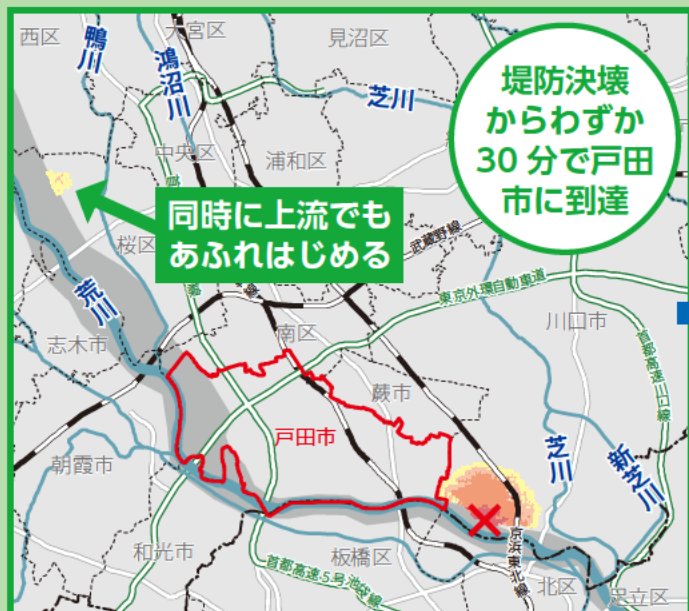 西区
大宮区
見沼区
鴨川
鴻沼川
芝川
堤防決壊
からわずか
30分で戸田
市に到達
中央区
浦和区
同時に上流でも
あふれはじめる
桜区
武蔵野線
荒川
東京外環自動車道
南区
川口市
志木市
蕨市
首都高速川口線
戸田市
朝霞市
芝川
新芝川
和光市
板橋区
京浜東北線
首都高速5号池袋線
北区
足立区